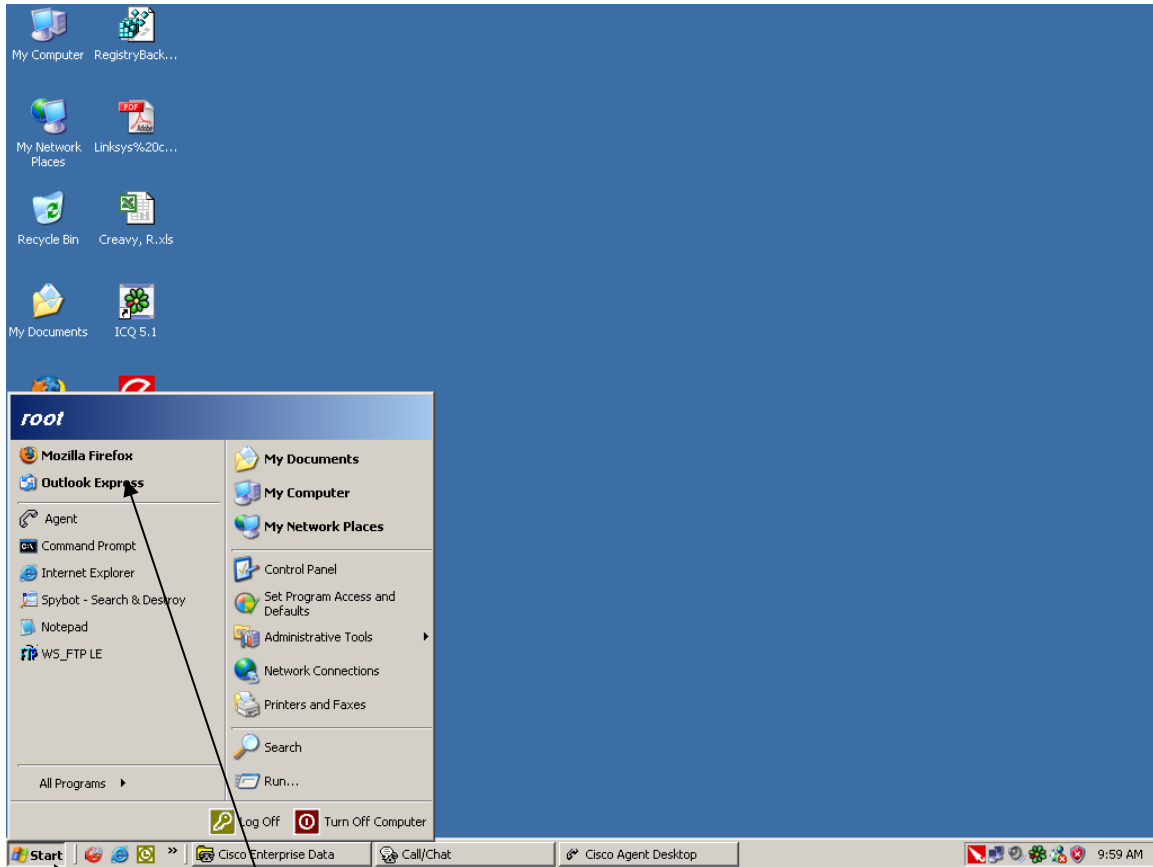 My Computer
RegistryBack...
My Network
Places
Linksys%20c...
Recycle Bin
Creavy, R.xls
My Documents
ICQ 5.1
root
Mozilla Firefox
Outlook Express
Agent
Command Prompt
Internet Explorer
Spybot - Search & Destroy
Notepad
WS_FTP LE
All Programs
My Documents
My Computer
My Network Places
Control Panel
Set Program Access and
Defaults
Administrative Tools
Network Connections
Printers and Faxes
Search
Run...
Log Off
Turn Off Computer
Start
Cisco Enterprise Data
Call/Chat
Cisco Agent Desktop
9:59 AM